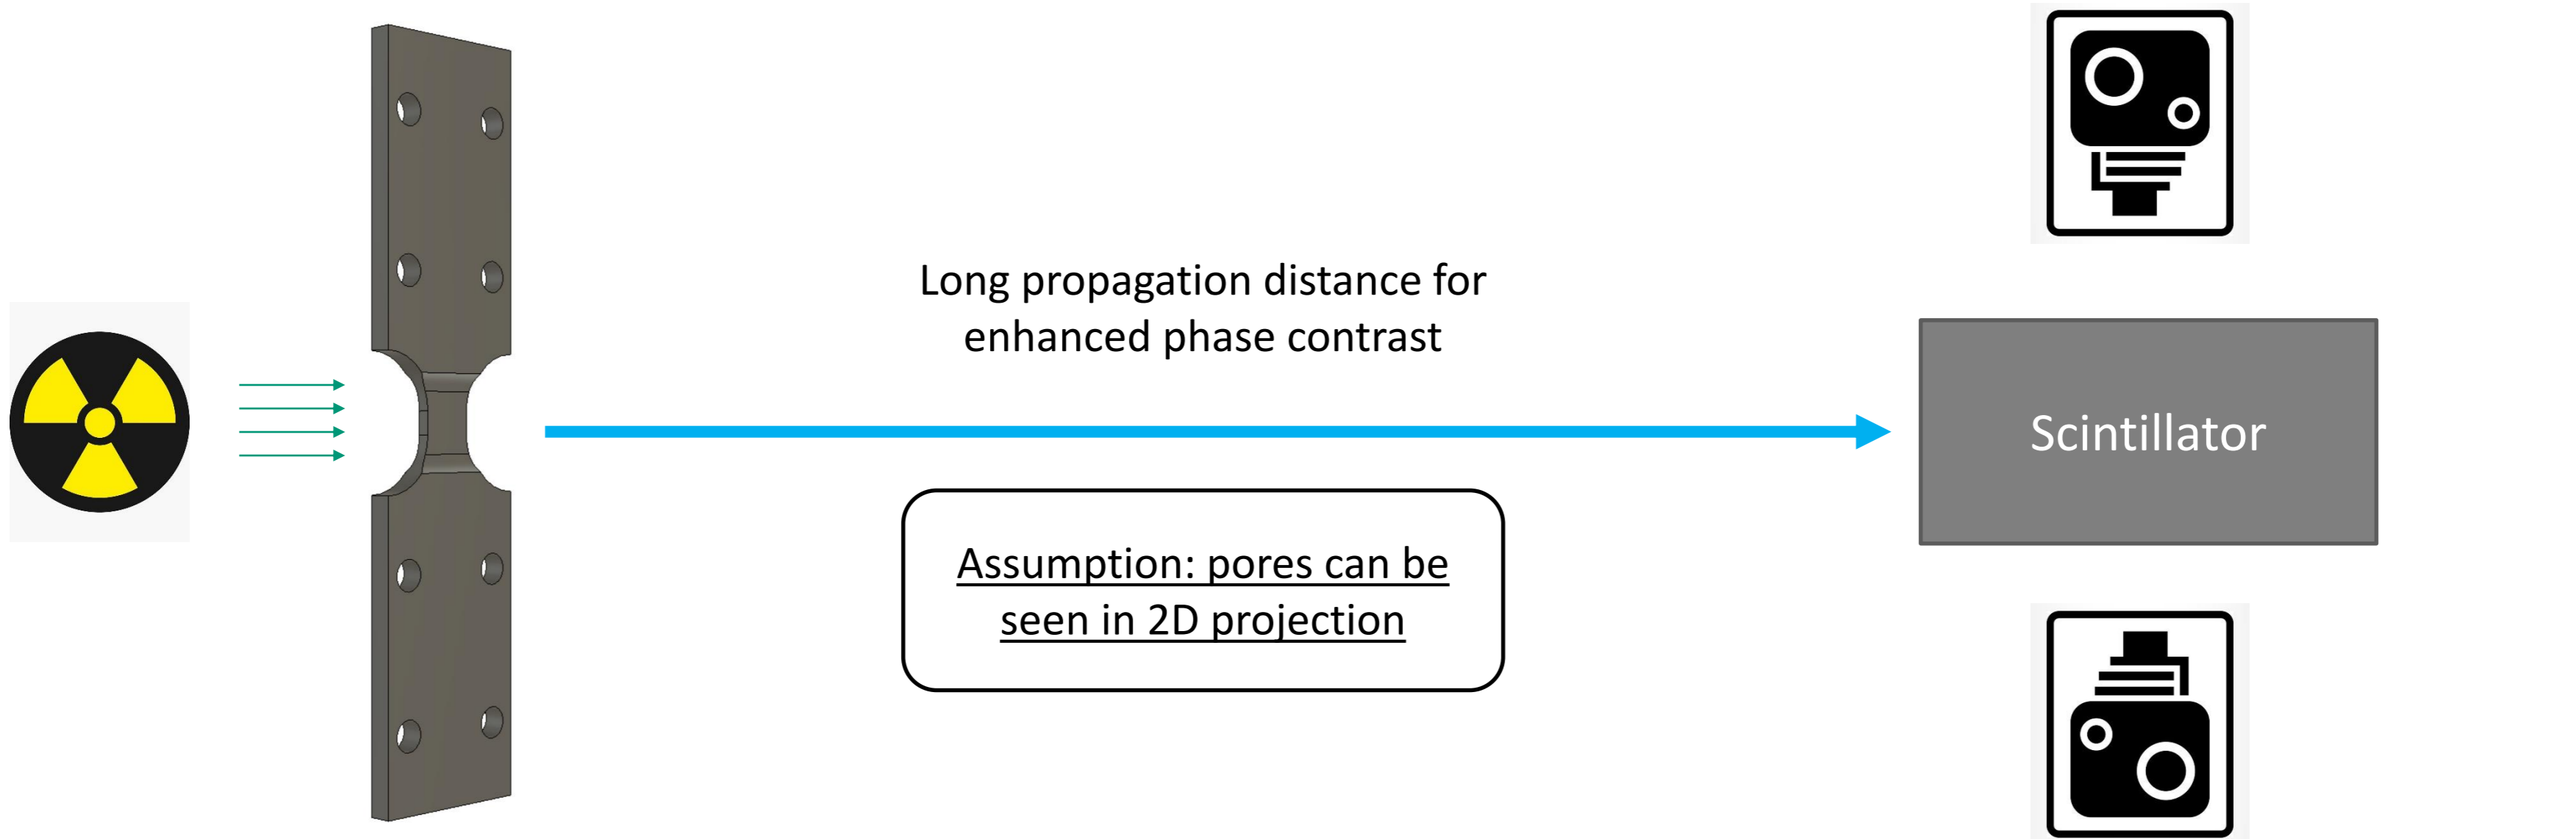 Long propagation distance for
enhanced phase contrast
Scintillator
Assumption: pores can be
seen in 2D projection